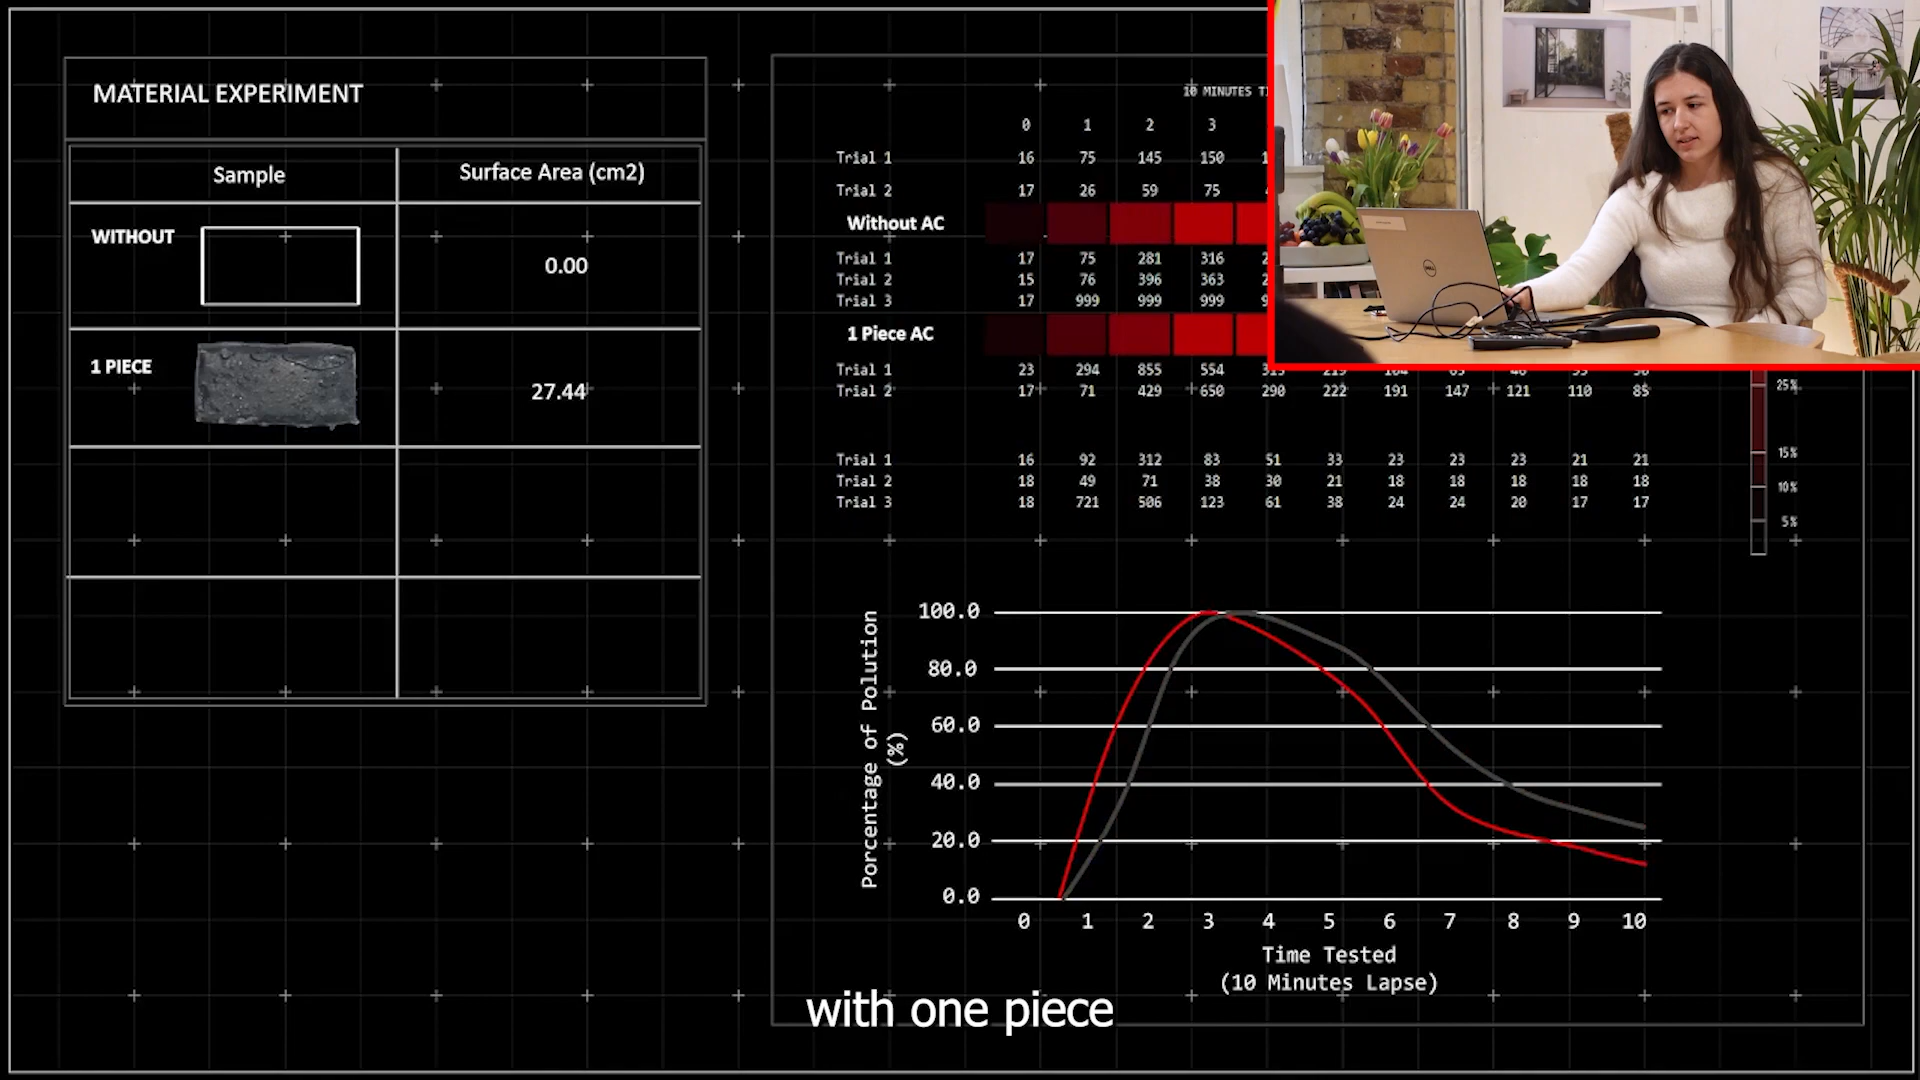 MATERIAL EXPERIMENT
Sample Surface Area (cm2)
WITHOUT 0.00
1 PIECE 27.44
10 MINUTES
0 1 2 3
Trial 1 16 75 145 150
Trial 2 17 26 59 75
Without AC
Trial 1 17 75 281 316
Trial 2 15 76 396 363
Trial 3 17 999 999 999
1 Piece AC
Trial 1 23 294 855 554
Trial 2 17 71 429 650 290 222 191 147 121 110 85
Trial 1 16 92 312 83 51 33 23 23 23 21 21
Trial 2 18 49 71 38 30 21 18 18 18 18 18
Trial 3 18 721 506 123 61 38 24 24 20 17 17
25%
15%
10%
5%
Porcentage of Polution
(%)
100.0
80.0
60.0
40.0
20.0
0.0
0 1 2 3 4 5 6 7 8 9 10
Time Tested
(10 Minutes Lapse)
with one piece
DELL